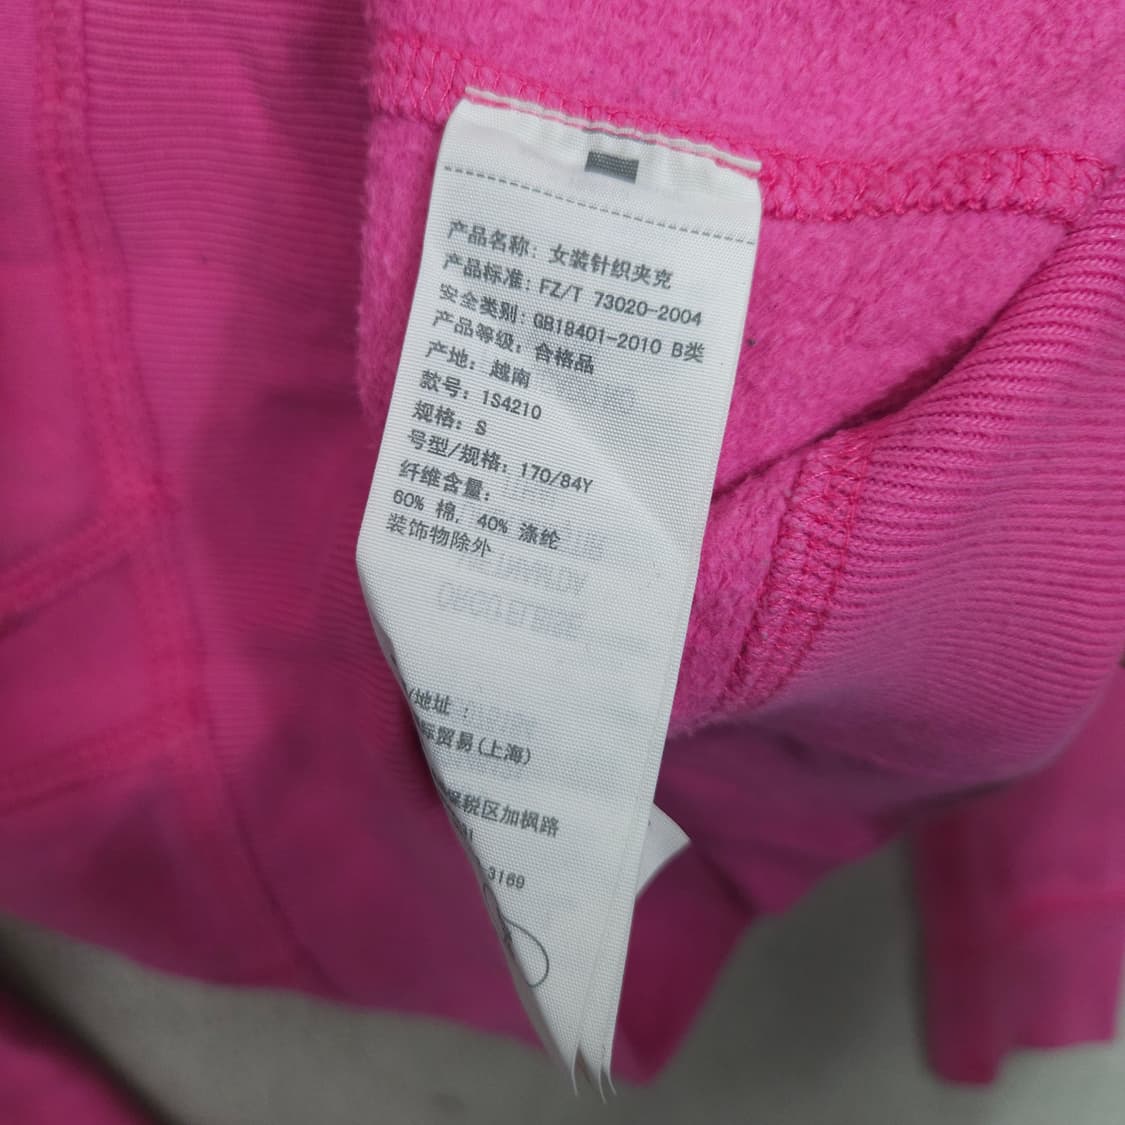 产品名称: 女装针织夹克
产品标准: FZ/T 73020-2004
安全类别: GB18401-2010 B类
产品等级: 合格品
产地: 越南
款号: 1S4210
规格: S
号型/规格: 170/84Y
纤维含量:
60% 棉, 40% 涤纶
装饰物除外
/地址:
际贸易(上海)
保税区加枫路
-3169